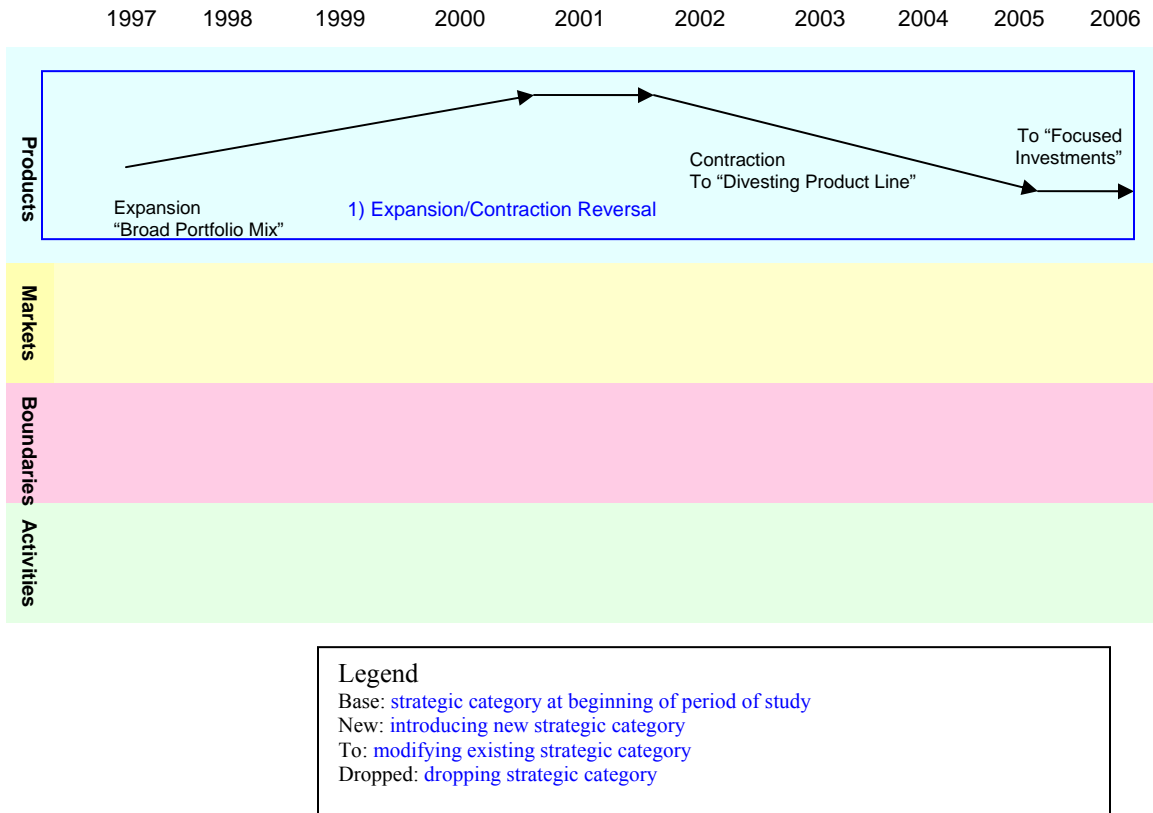 1997 1998 1999 2000 2001 2002 2003 2004 2005 2006
Products
Expansion
“Broad Portfolio Mix”
1) Expansion/Contraction Reversal
Contraction
To “Divesting Product Line”
To “Focused
Investments”
Markets
Boundaries
Activities
Legend
Base: strategic category at beginning of period of study
New: introducing new strategic category
To: modifying existing strategic category
Dropped: dropping strategic category